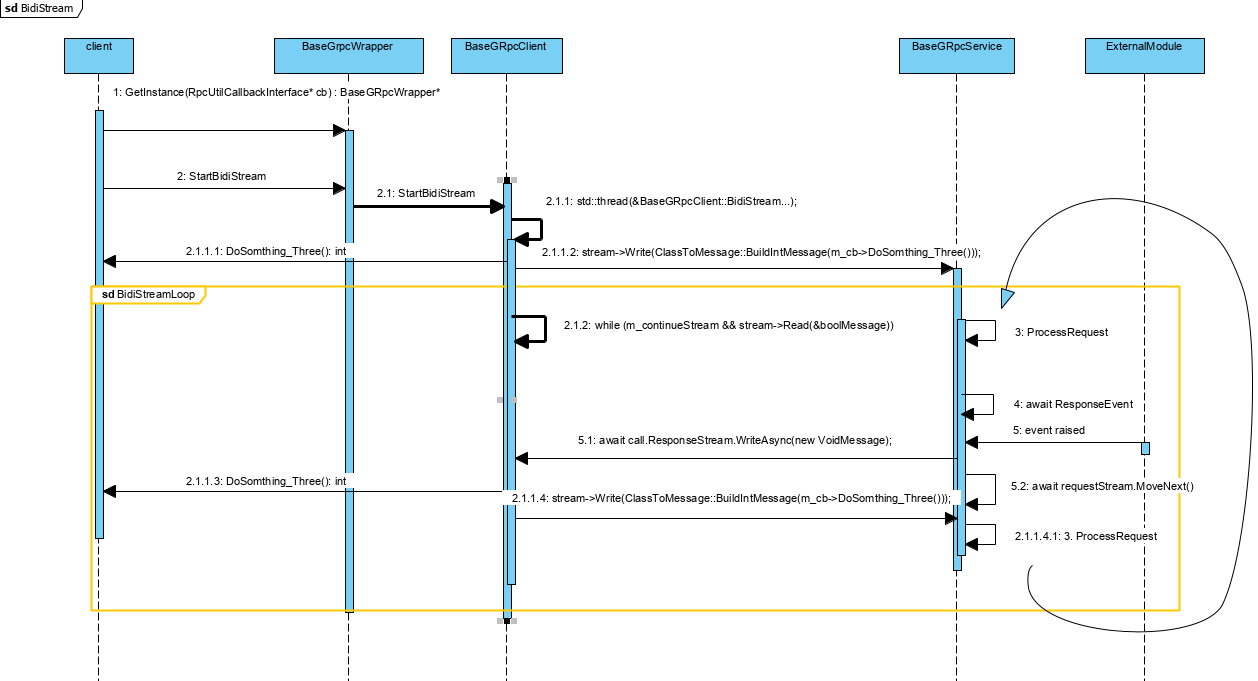 sd BidiStream
client
BaseGrpcWrapper
BaseGRpcClient
BaseGRpcService
ExternalModule
1: GetInstance(RpcUtilCallbackInterface* cb) : BaseGRpcWrapper*
2: StartBidiStream
2.1: StartBidiStream
2.1.1: std::thread(&BaseGRpcClient::BidiStream...);
2.1.1.1: DoSomthing_Three(): int
2.1.1.2: stream->Write(ClassToMessage::BuildIntMessage(m_cb->DoSomthing_Three()));
sd BidiStreamLoop
2.1.2: while (m_continueStream && stream->Read(&boolMessage))
3: ProcessRequest
4: await ResponseEvent
5: event raised
5.1: await call.ResponseStream.WriteAsync(new VoidMessage);
2.1.1.3: DoSomthing_Three(): int
5.2: await requestStream.MoveNext()
2.1.1.4: stream->Write(ClassToMessage::BuildIntMessage(m_cb->DoSomthing_Three()));
2.1.1.4.1: 3. ProcessRequest